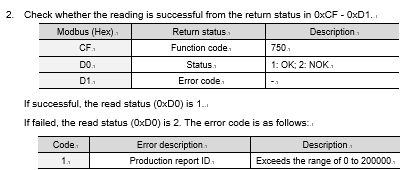 2. Check whether the reading is successful from the return status in 0xCF - 0xD1.
Modbus (Hex) Return status Description
CF Function code 750
D0 Status 1: OK; 2: NOK
D1 Error code -
If successful, the read status (0xD0) is 1.
If failed, the read status (0xD0) is 2. The error code is as follows:
Code Error description Description
1 Production report ID Exceeds the range of 0 to 200000